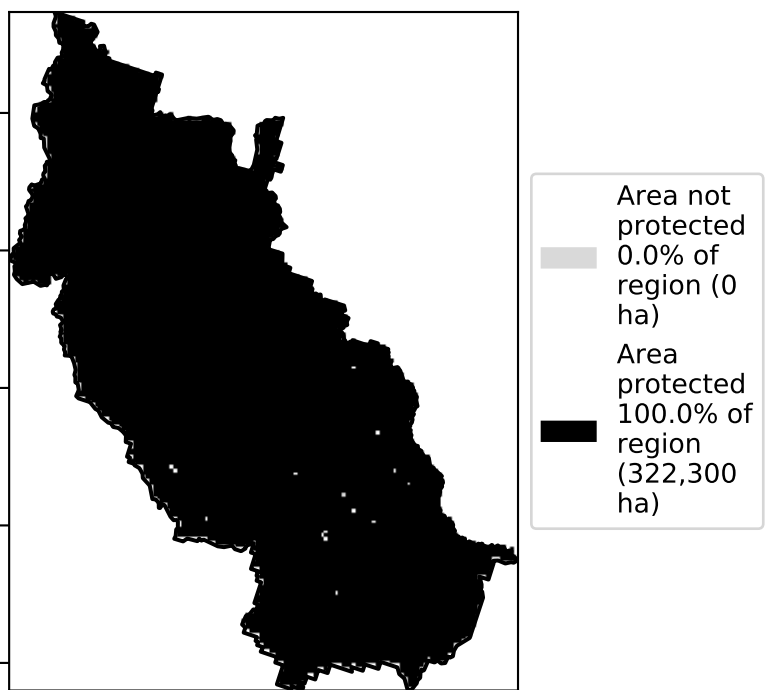 Area not
protected
0.0% of
region (0
ha)
Area
protected
100.0% of
region
(322,300
ha)